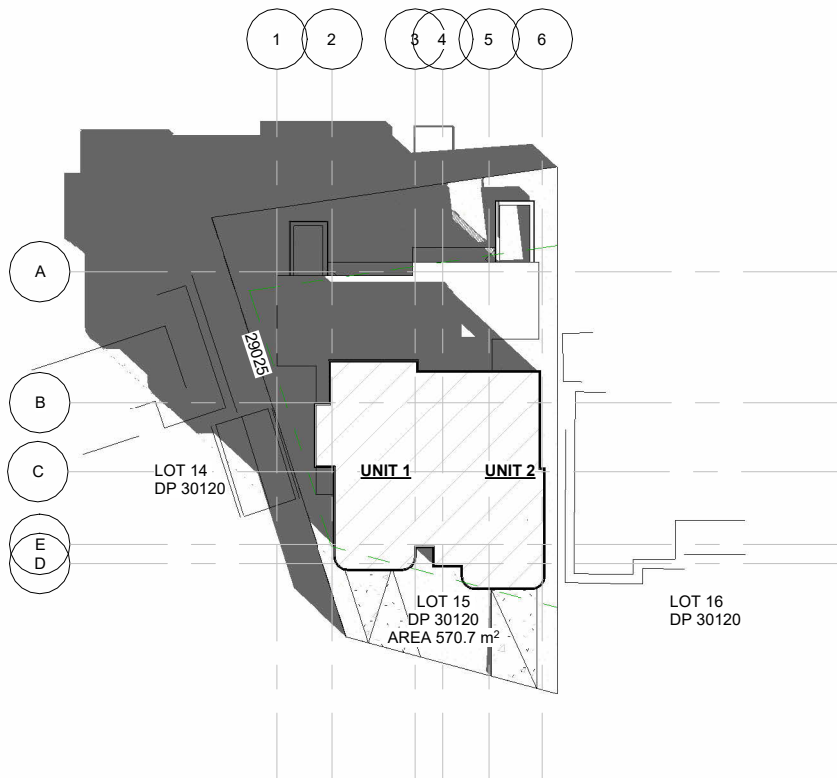 1 2 3 4 5 6
A
29025
B
C
UNIT 1 UNIT 2
LOT 14
DP 30120
E
D
LOT 15
DP 30120
AREA 570.7 m²
LOT 16
DP 30120